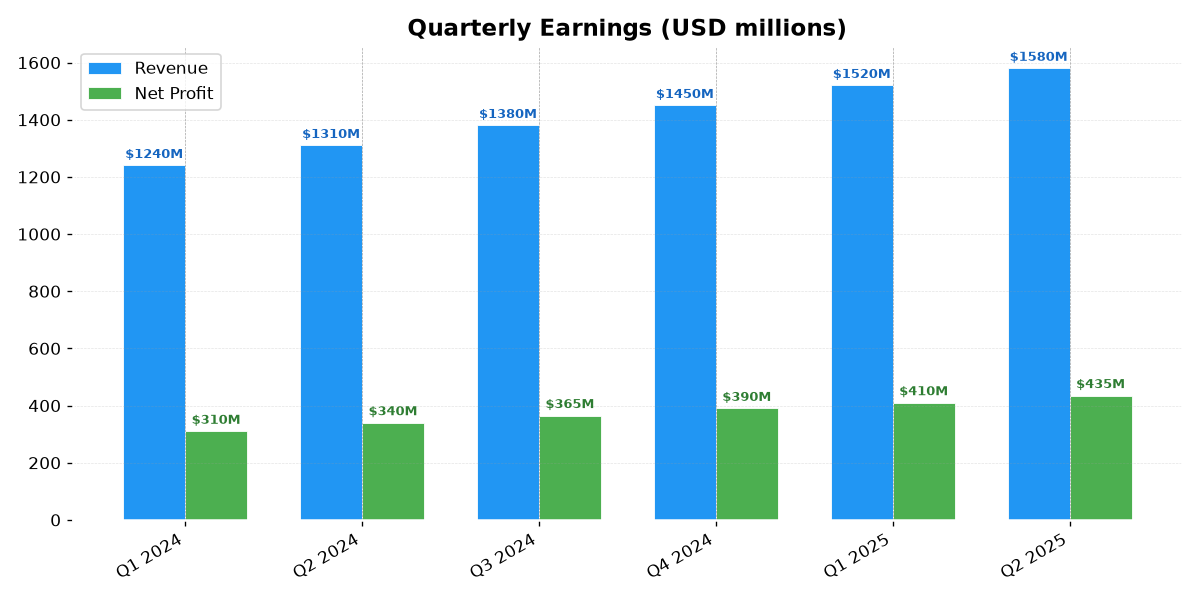 Quarterly Earnings (USD millions)
Revenue
Net Profit
1600
1400
1200
1000
800
600
400
200
0
$1240M
$310M
$1310M
$340M
$1380M
$365M
$1450M
$390M
$1520M
$410M
$1580M
$435M
Q1 2024
Q2 2024
Q3 2024
Q4 2024
Q1 2025
Q2 2025